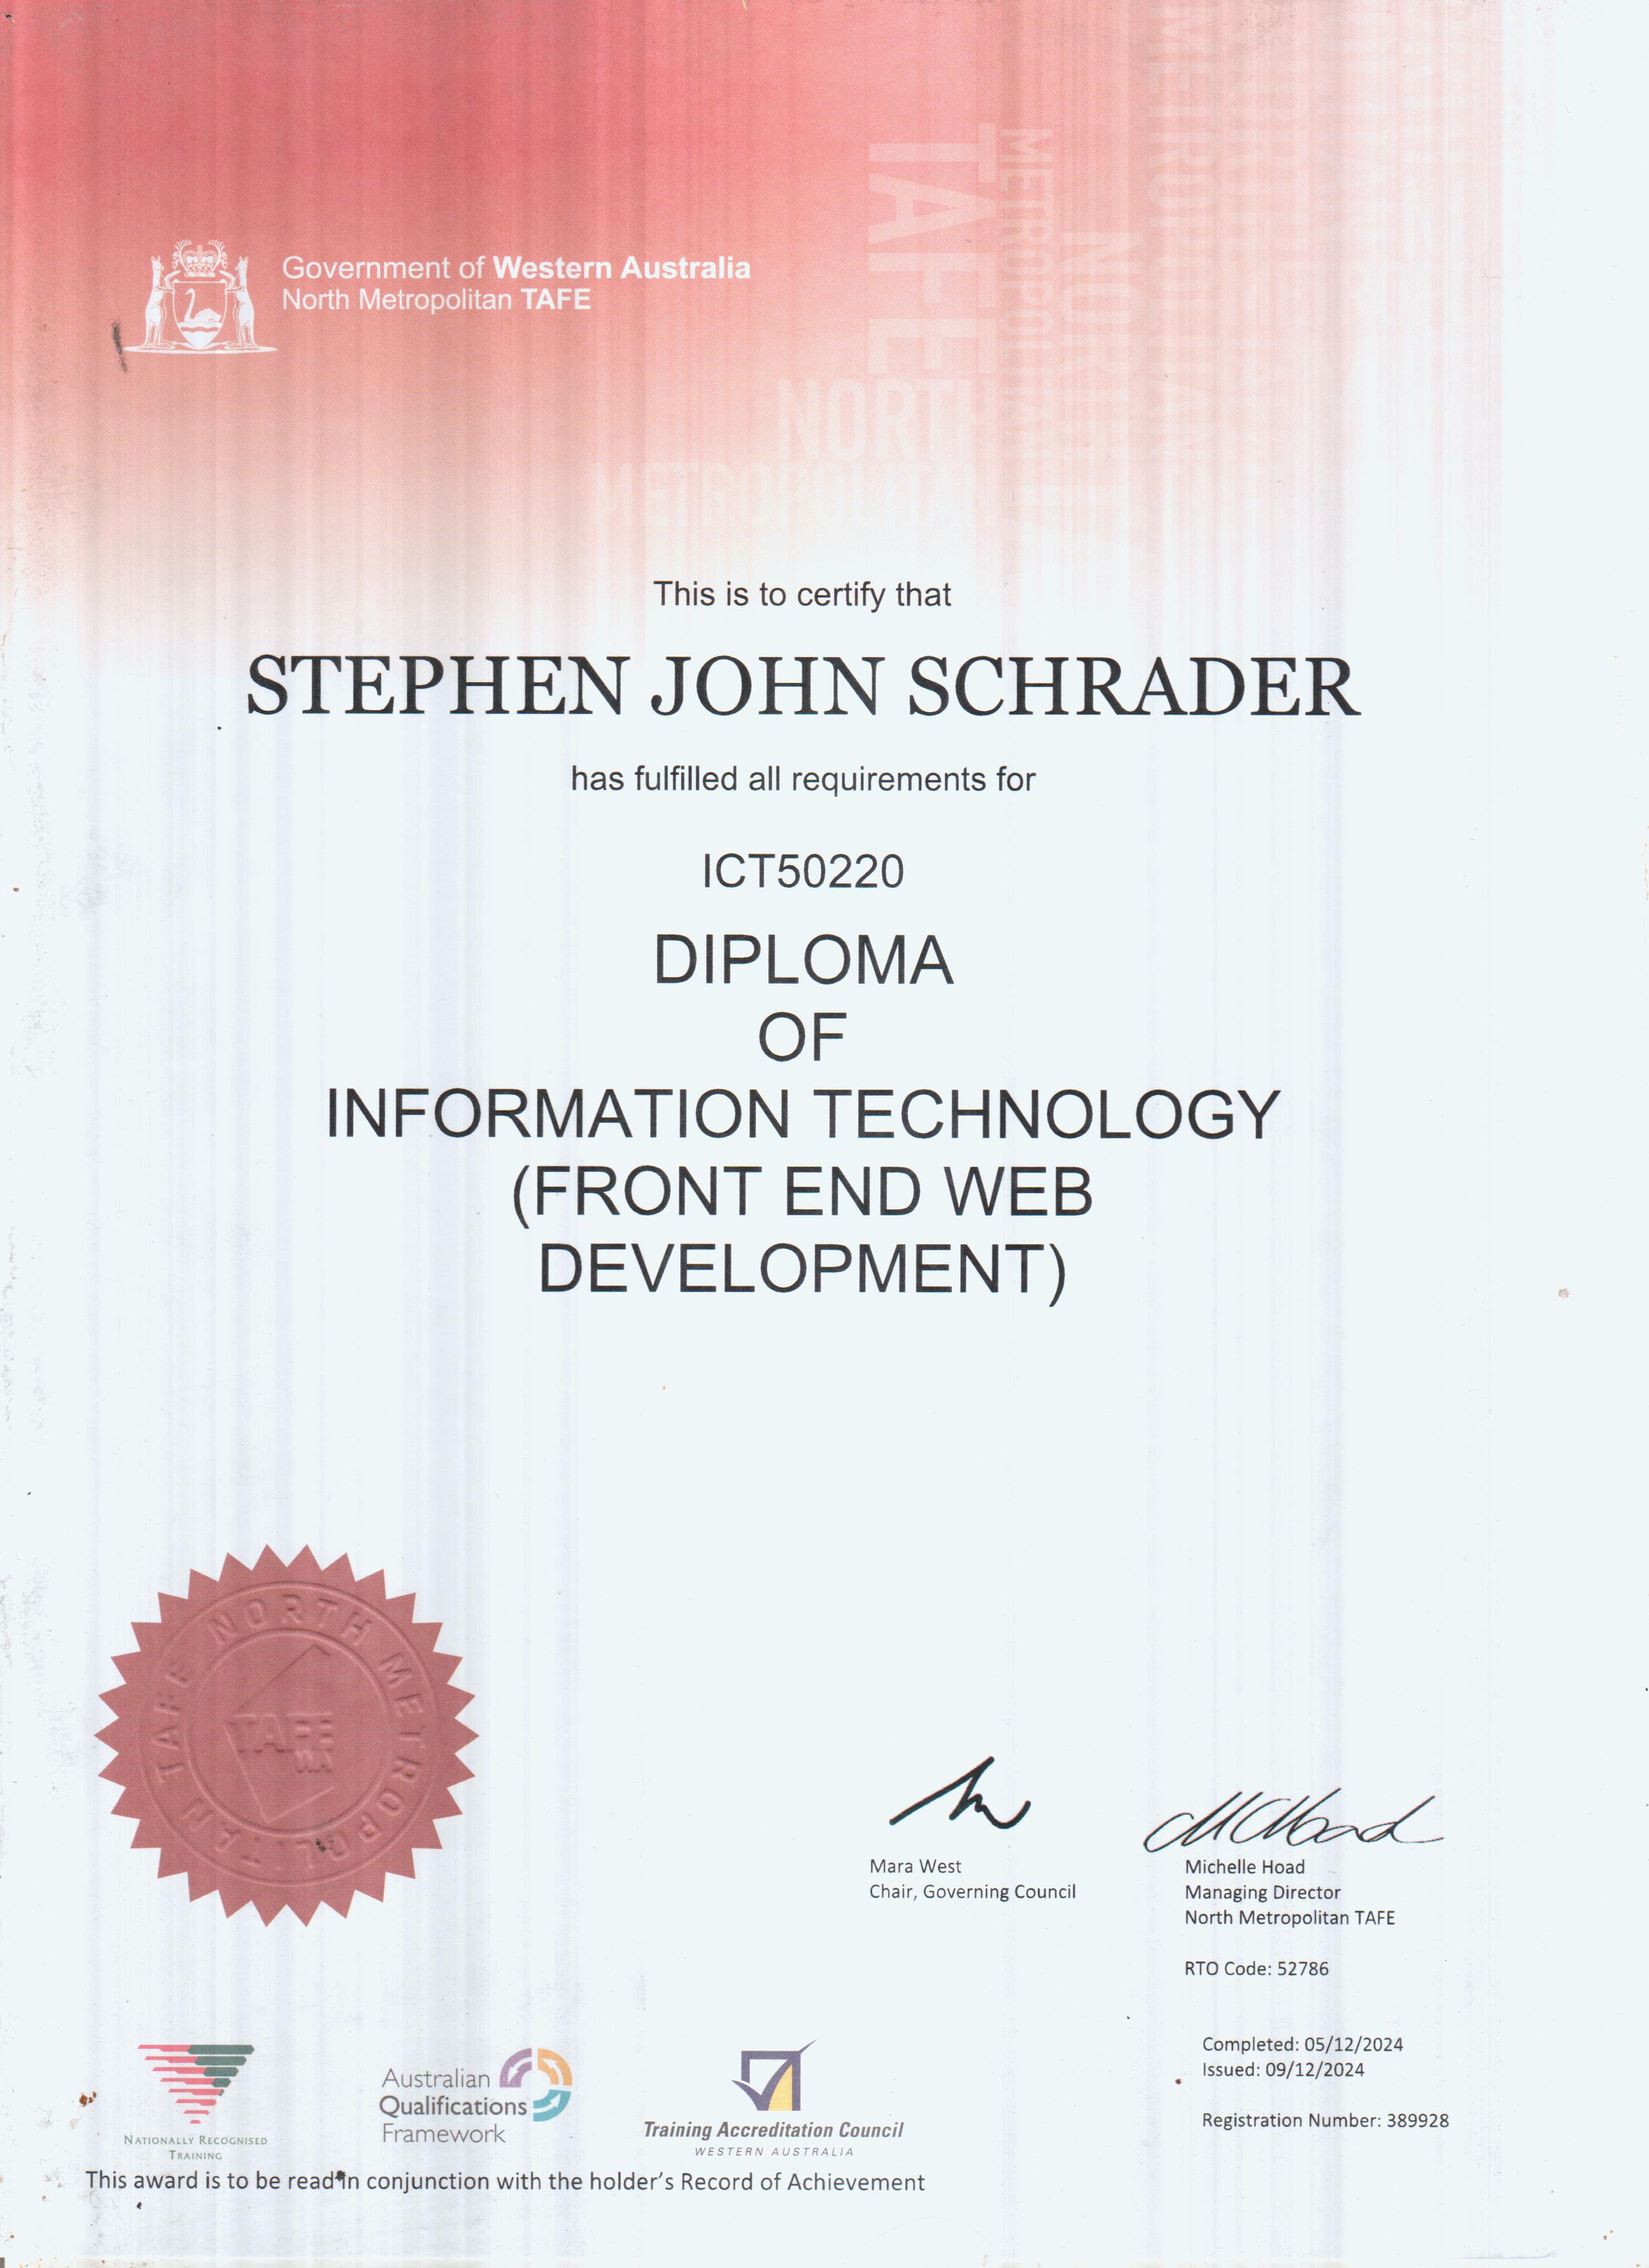 TAFE
METROPOLITAN
NORTH
METROPOLITAN
NORTH
METROPOLITAN
Government of Western Australia
North Metropolitan TAFE
This is to certify that
STEPHEN JOHN SCHRADER
has fulfilled all requirements for
ICT50220
DIPLOMA
OF
INFORMATION TECHNOLOGY
(FRONT END WEB
DEVELOPMENT)
TAFE NORTH METROPOLITAN
TAFE
WA
Mara West
Chair, Governing Council
Michelle Hoad
Managing Director
North Metropolitan TAFE
RTO Code: 52786
Completed: 05/12/2024
Issued: 09/12/2024
Registration Number: 389928
NATIONALLY RECOGNISED
TRAINING
Australian
Qualifications
Framework
Training Accreditation Council
WESTERN AUSTRALIA
This award is to be read in conjunction with the holder's Record of Achievement